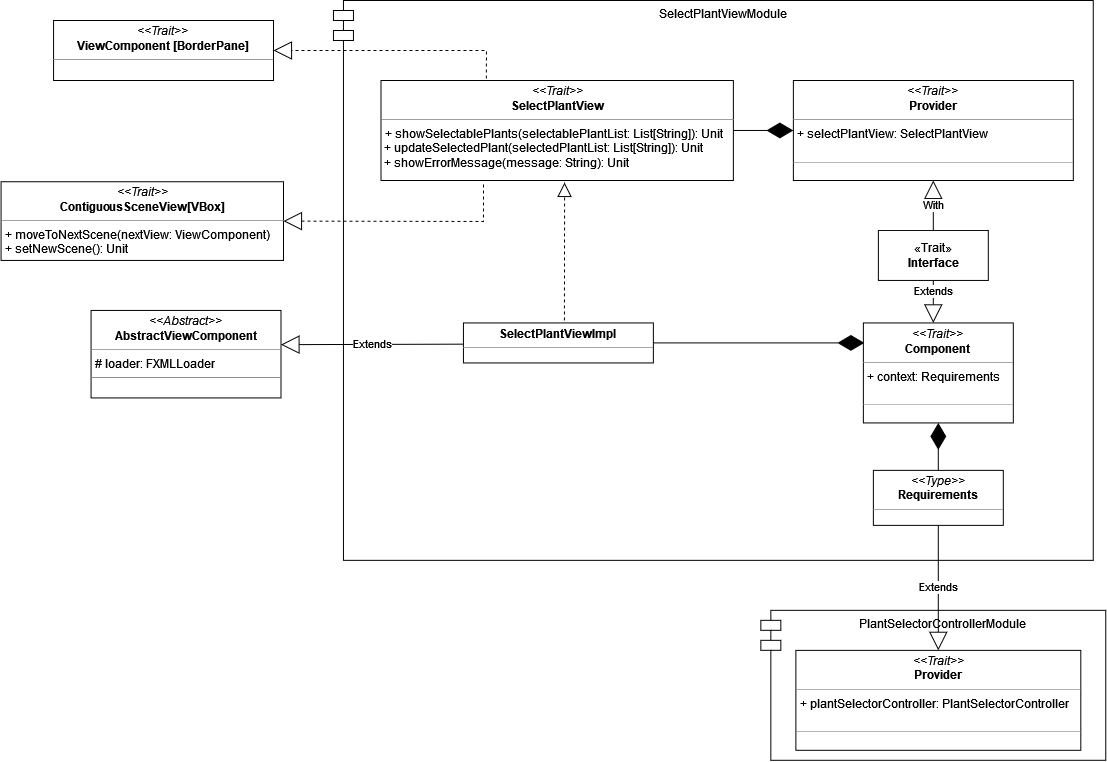 SelectPlantViewModule
<<Trait>>
ViewComponent [BorderPane]
<<Trait>>
SelectPlantView
+ showSelectablePlants(selectablePlantList: List[String]): Unit
+ updateSelectedPlant(selectedPlantList: List[String]): Unit
+ showErrorMessage(message: String): Unit
<<Trait>>
Provider
+ selectPlantView: SelectPlantView
<<Trait>>
ContiguousSceneView[VBox]
+ moveToNextScene(nextView: ViewComponent)
+ setNewScene(): Unit
With
«Trait»
Interface
Extends
<<Abstract>>
AbstractViewComponent
# loader: FXMLLoader
Extends
SelectPlantViewImpl
<<Trait>>
Component
+ context: Requirements
<<Type>>
Requirements
Extends
PlantSelectorControllerModule
<<Trait>>
Provider
+ plantSelectorController: PlantSelectorController